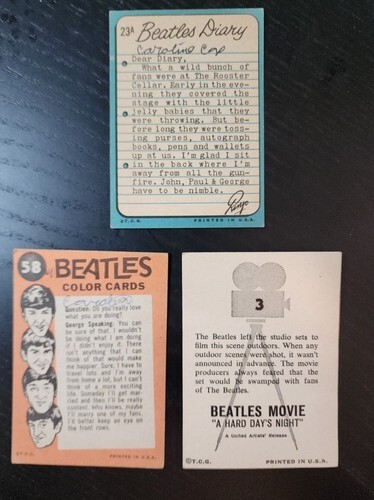 23A Beatles Diary
Caroline Cox
Dear Diary,
What a wild bunch of
fans were at The Rooster
Cellar. Early in the eve-
ning they covered the
stage with the little
jelly babies that they
were throwing. But be-
fore long they were toss-
ing purses, autograph
books, pens and wallets
up at us. I'm glad I sit
in the back where I'm
away from all the gun-
fire. John, Paul & George
have to be nimble.
Ringo
©T.C.G. PRINTED IN U.S.A.
58 BEATLES
COLOR CARDS
Question: Do you really love
what you are doing?
George Speaking: You can
be sure of that. I wouldn't
be doing what I am doing
if I didn't enjoy it. There
isn't anything that I can
think of that would make
me happier. Sure, I have to
travel lots and I'm away
from home a lot, but I can't
think of a more exciting
life. Someday I'll get mar-
ried and then I'll be really
content. Who knows, maybe
I'll marry one of my fans.
I'd better keep an eye on
the front rows.
©T.C.G. PRINTED IN U.S.A.
3
The Beatles left the studio sets to
film this scene outdoors. When any
outdoor scenes were shot, it wasn't
announced in advance. The movie
producers always feared that the
set would be swamped with fans
of The Beatles.
BEATLES MOVIE
"A HARD DAY'S NIGHT"
A United Artists' Release
©T.C.G. PRINTED IN U.S.A.